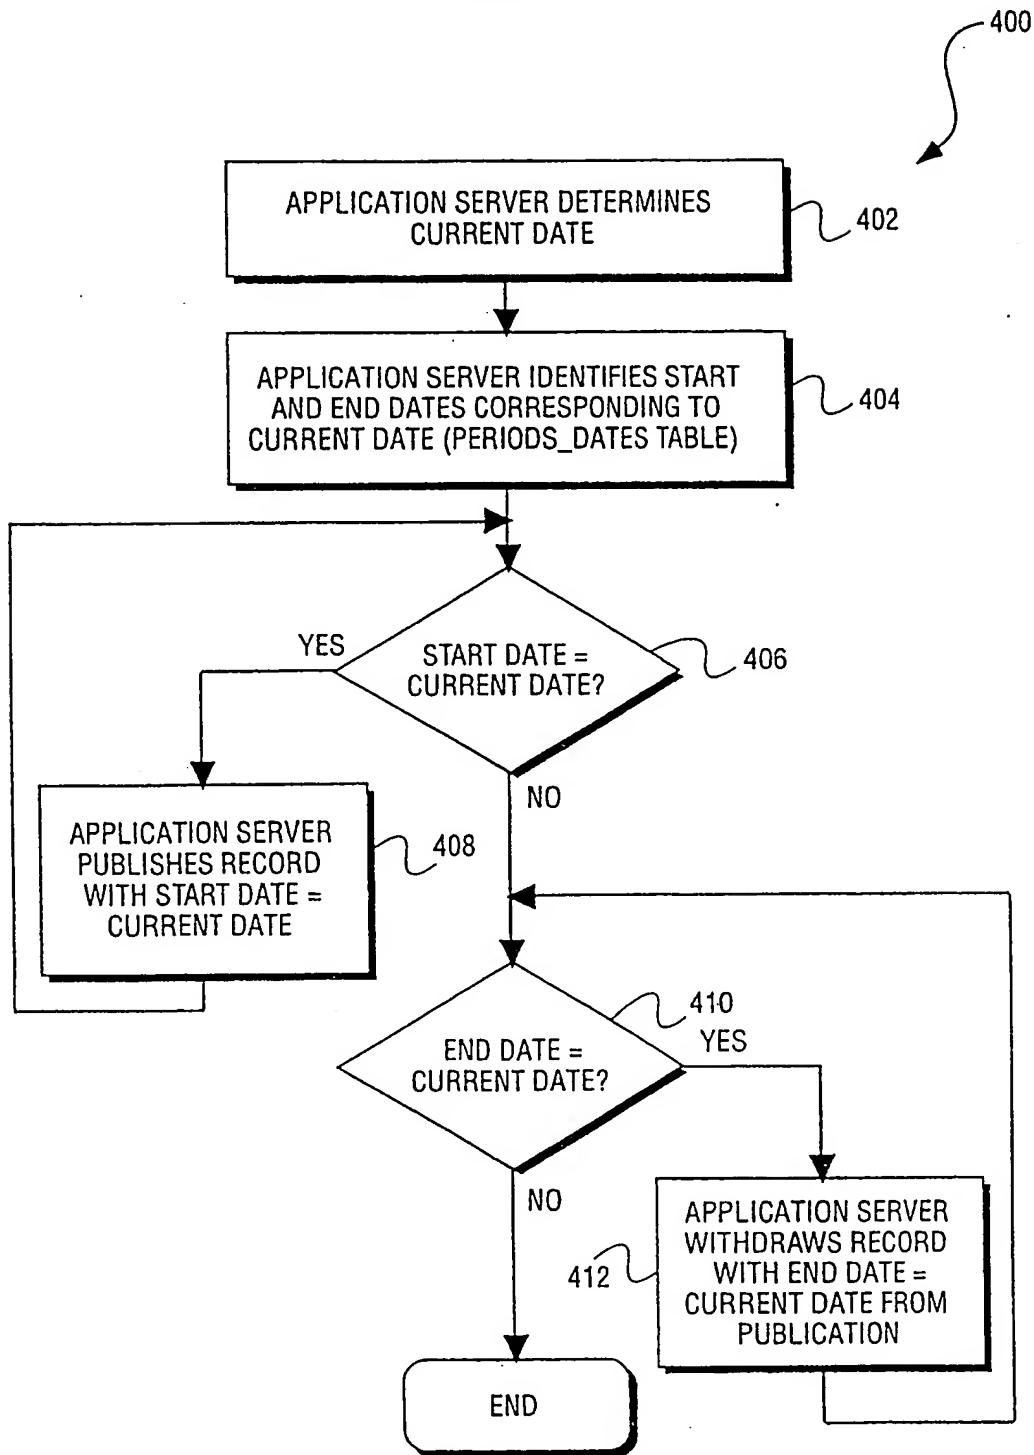 400
APPLICATION SERVER DETERMINES
CURRENT DATE
402
APPLICATION SERVER IDENTIFIES START
AND END DATES CORRESPONDING TO
CURRENT DATE (PERIODS_DATES TABLE)
404
YES
START DATE =
CURRENT DATE?
406
NO
APPLICATION SERVER
PUBLISHES RECORD
WITH START DATE =
CURRENT DATE
408
410
END DATE =
CURRENT DATE?
YES
NO
APPLICATION SERVER
WITHDRAWS RECORD
WITH END DATE =
CURRENT DATE FROM
PUBLICATION
412
END